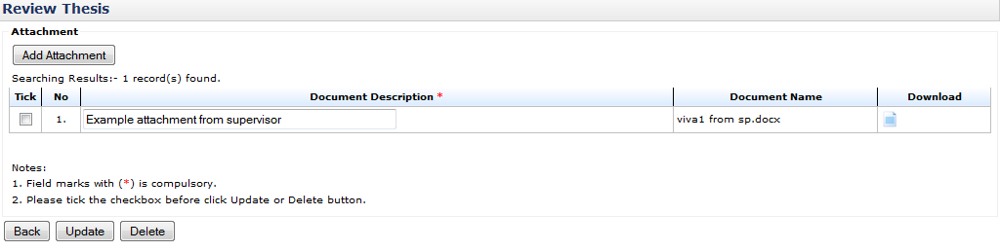 Review Thesis
Attachment
Add Attachment
Searching Results:- 1 record(s) found.
Tick No Document Description * Document Name Download
1. Example attachment from supervisor viva1 from sp.docx
Notes:
1. Field marks with (*) is compulsory.
2. Please tick the checkbox before click Update or Delete button.
Back Update Delete